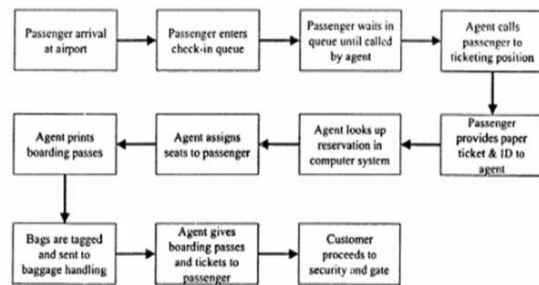 Passenger arrival
at airport
Passenger enters
check-in queue
Passenger waits in
queue until called
by agent
Agent calls
passenger to
ticketing position
Passenger
provides paper
ticket & ID to
agent
Agent looks up
reservation in
computer system
Agent assigns
seats to passenger
Agent prints
boarding passes
Bags are tagged
and sent to
baggage handling
Agent gives
boarding passes
and tickets to
passenger
Customer
proceeds to
security and gate